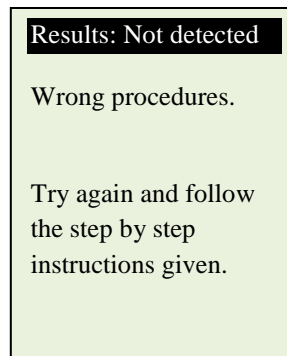 Results: Not detected
Wrong procedures.
Try again and follow
the step by step
instructions given.